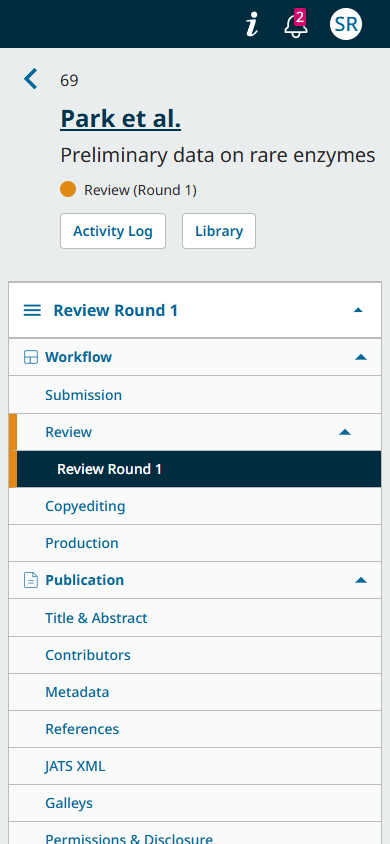 i
2
SR
69
Park et al.
Preliminary data on rare enzymes
Review (Round 1)
Activity Log
Library
Review Round 1
Workflow
Submission
Review
Review Round 1
Copyediting
Production
Publication
Title & Abstract
Contributors
Metadata
References
JATS XML
Galleys
Permissions & Disclosure